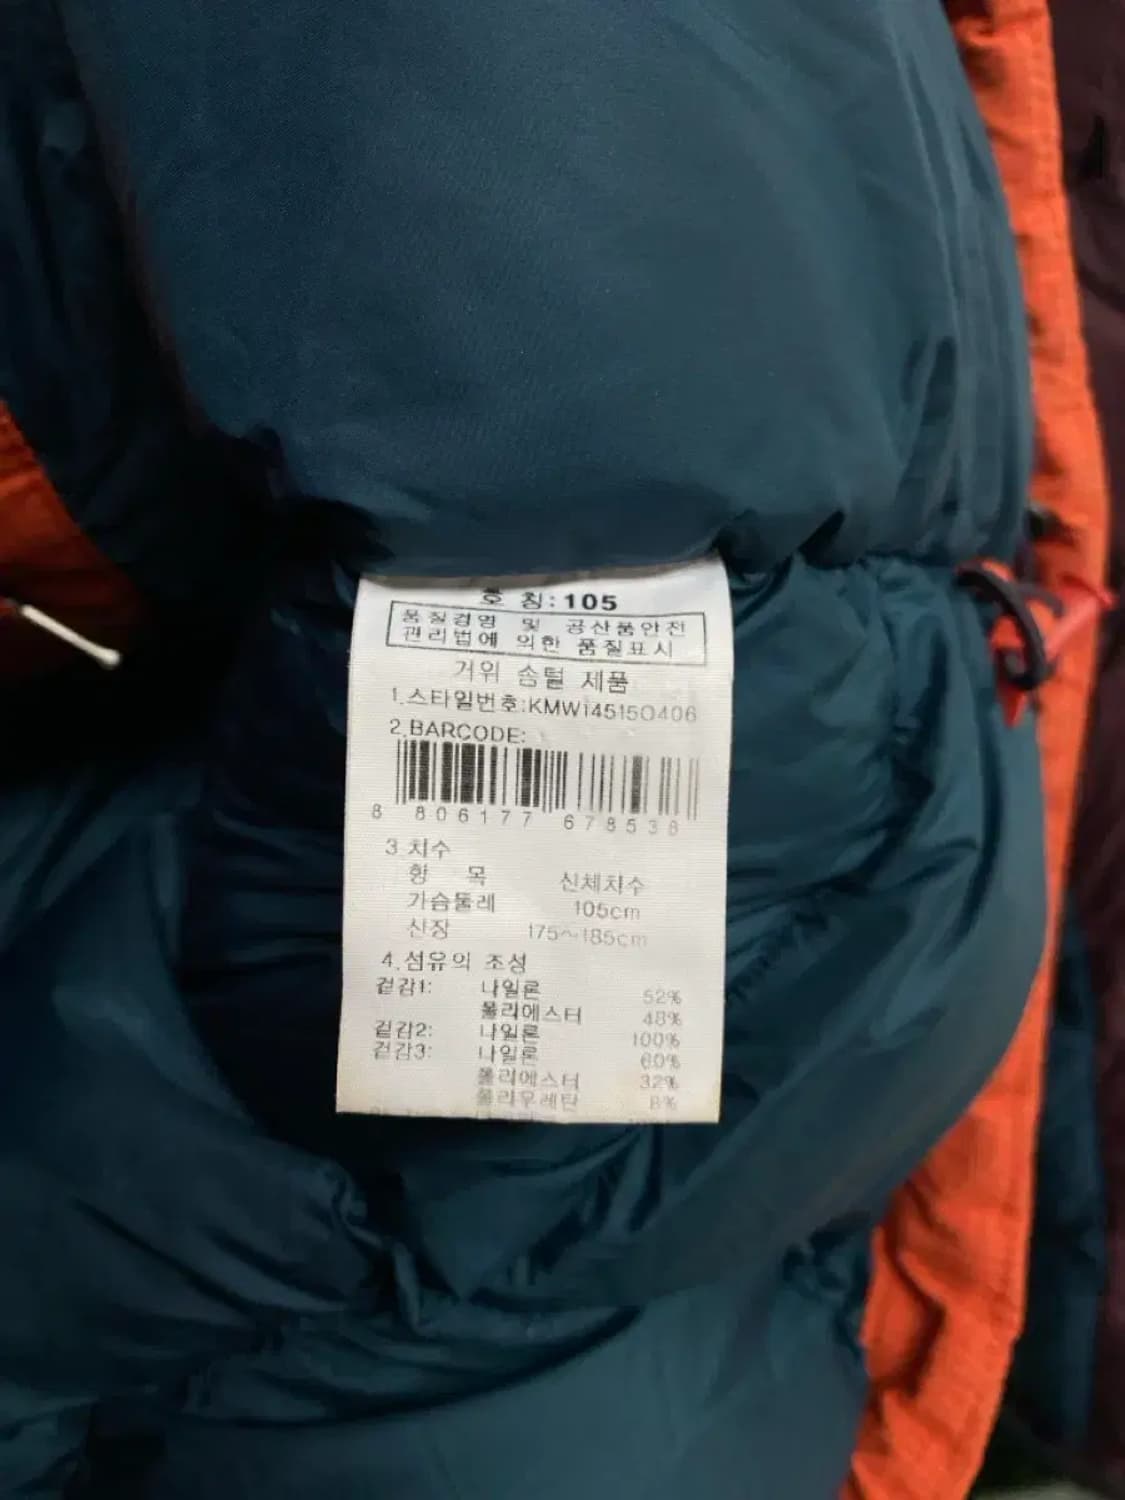 호 칭:105
품질경영 및 공산품안전
관리법에 의한 품질표시
거위 솜털 제품
1.스타일번호:KMW14515O406
2.BARCODE:
8 806177 678538
3.치수
항 목 신체치수
가슴둘레 105cm
신장 175~185cm
4.섬유의 조성
겉감1: 나일론 52%
폴리에스터 48%
겉감2: 나일론 100%
겉감3: 나일론 60%
폴리에스터 32%
폴리우레탄 8%